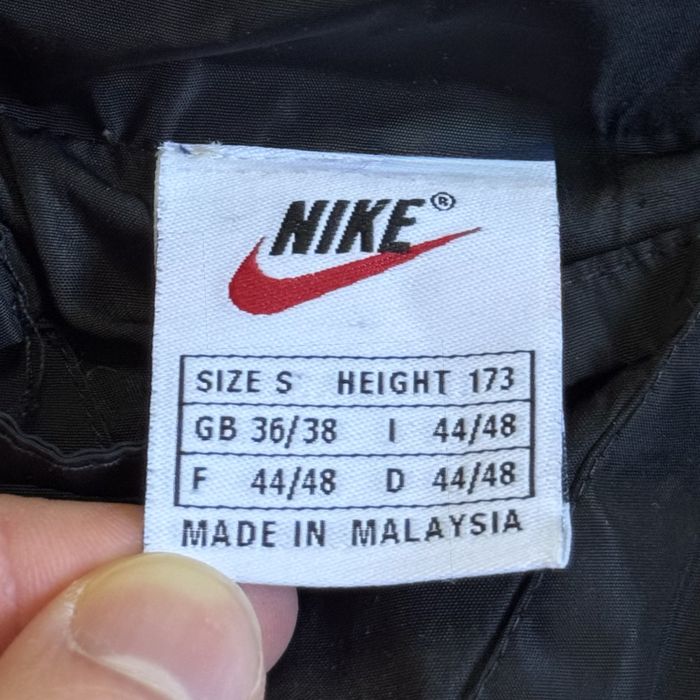 NIKE®
SIZE S HEIGHT 173
GB 36/38 I 44/48
F 44/48 D 44/48
MADE IN MALAYSIA